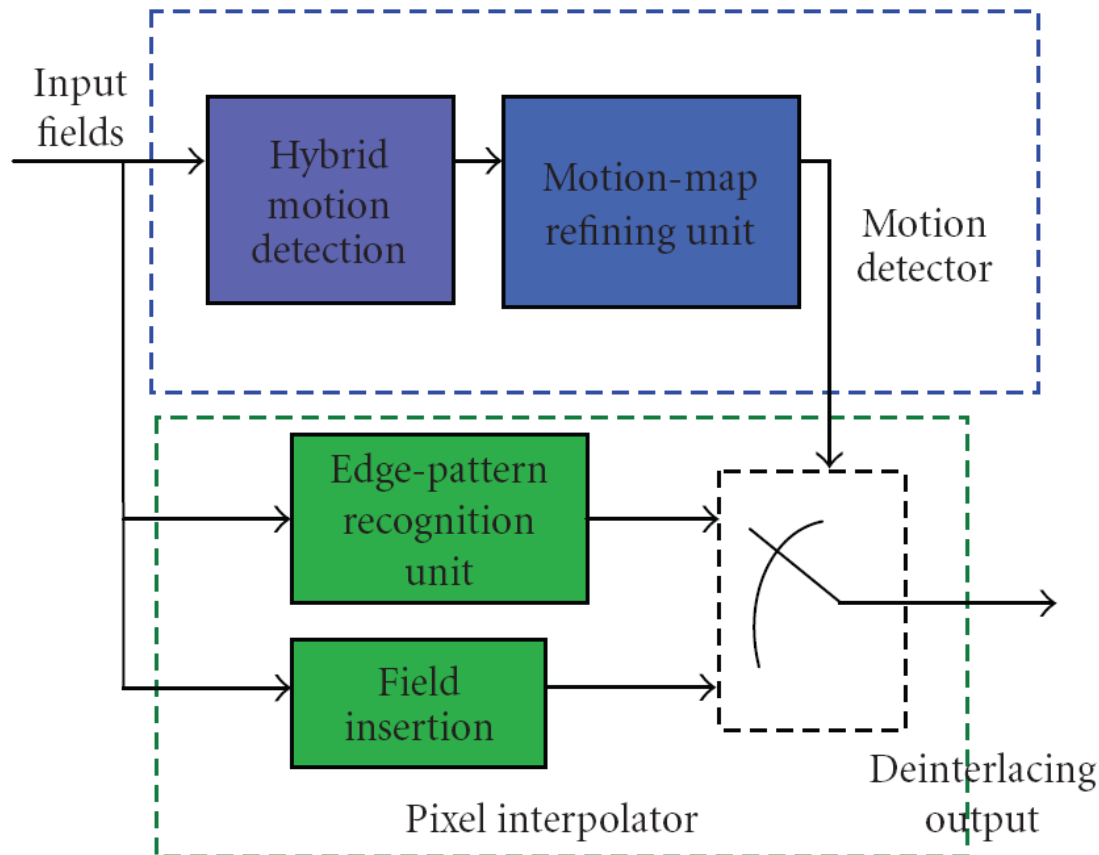 Input
fields
Hybrid
motion
detection
Motion-map
refining unit
Motion
detector
Edge-pattern
recognition
unit
Field
insertion
Pixel interpolator
Deinterlacing
output